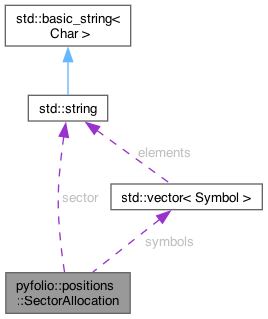 std::basic_string<
Char >
std::string
elements
sector
std::vector< Symbol >
symbols
pyfolio::positions
::SectorAllocation